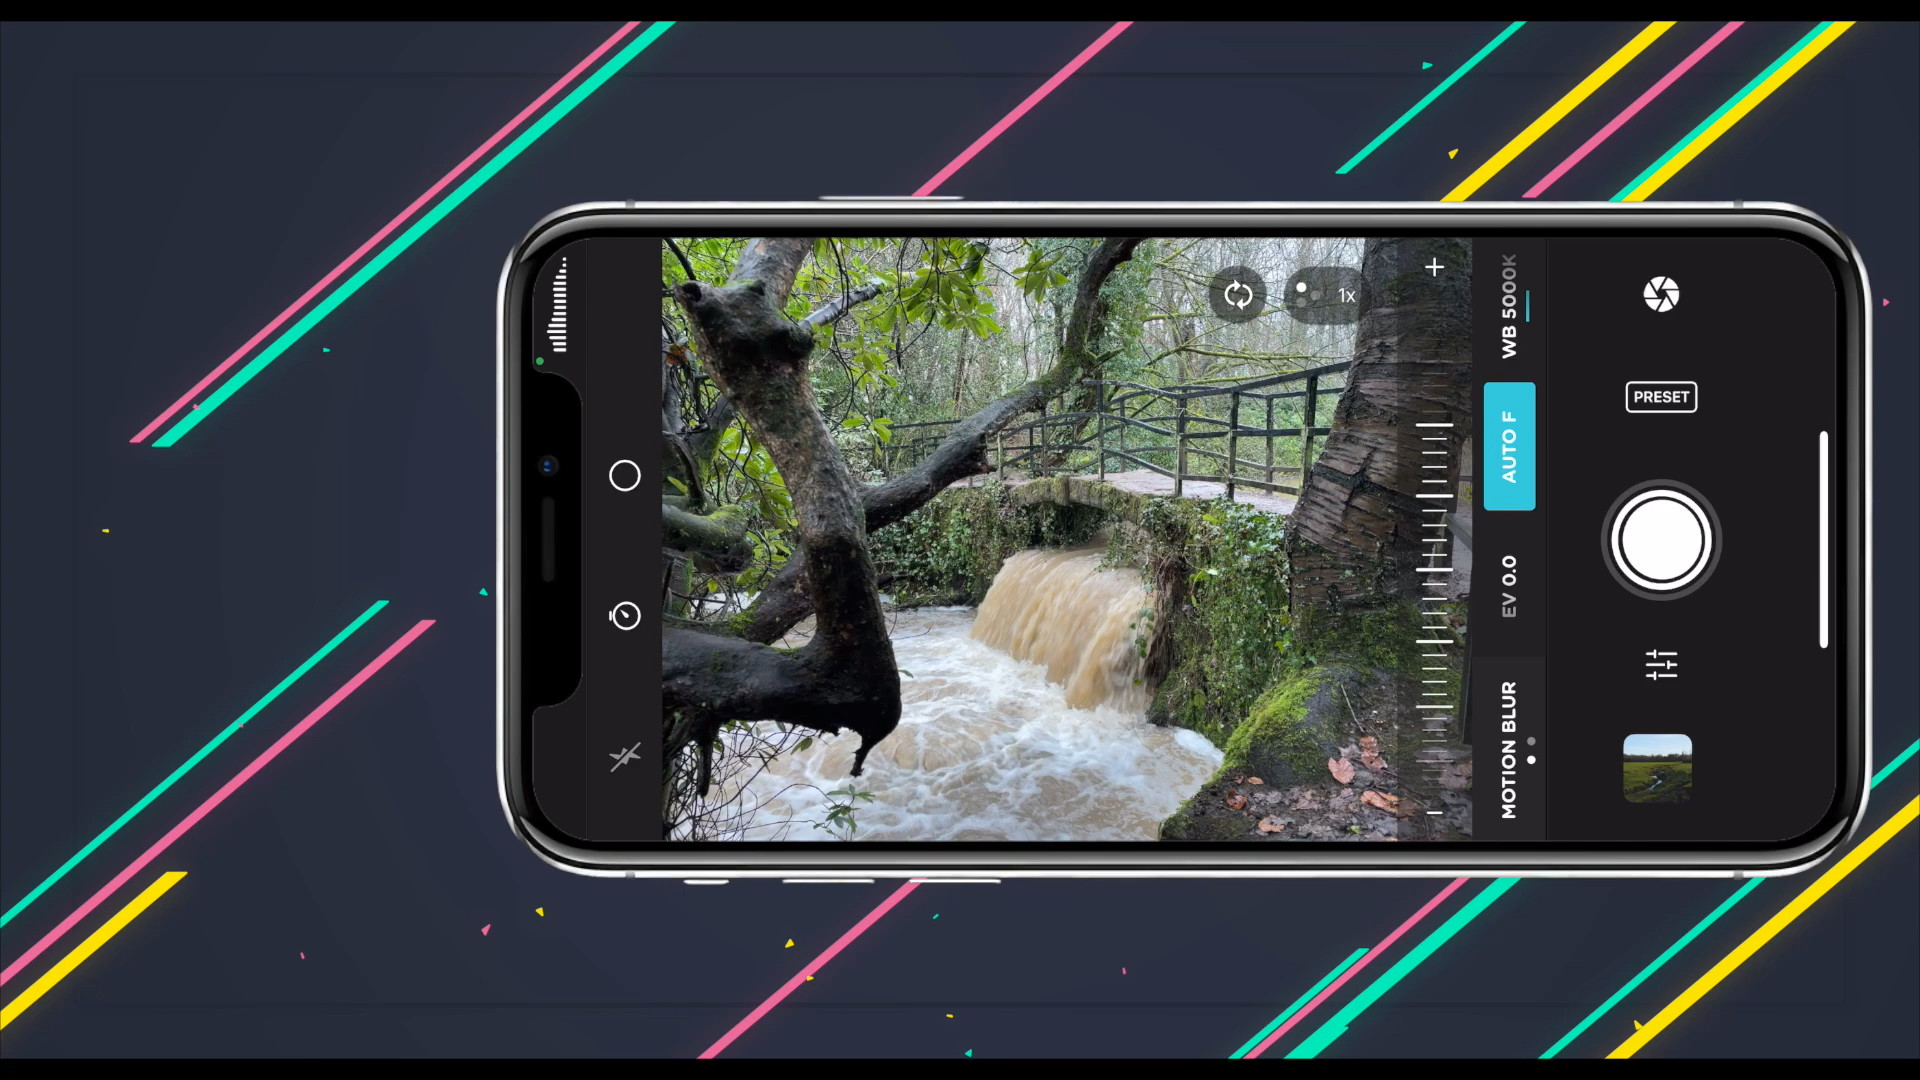 1x
WB 5000K
AUTO F
EV 0.0
MOTION BLUR
PRESET